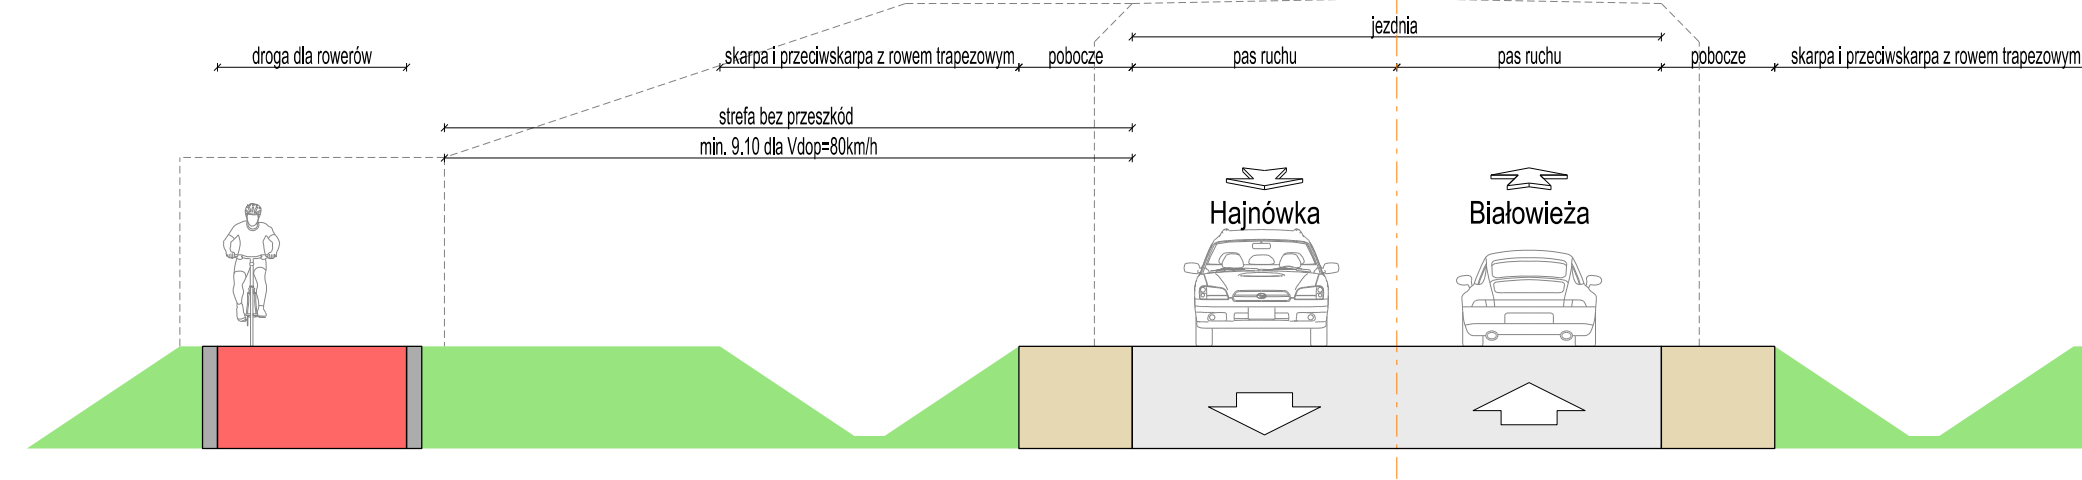 jezdnia
droga dla rowerów
skarpa i przeciwskarpa z rowem trapezowym
pobocze
pas ruchu
pas ruchu
pobocze
skarpa i przeciwskarpa z rowem trapezowym
strefa bez przeszkód
min. 9.10 dla Vdop=80km/h
Hajnówka
Białowieża